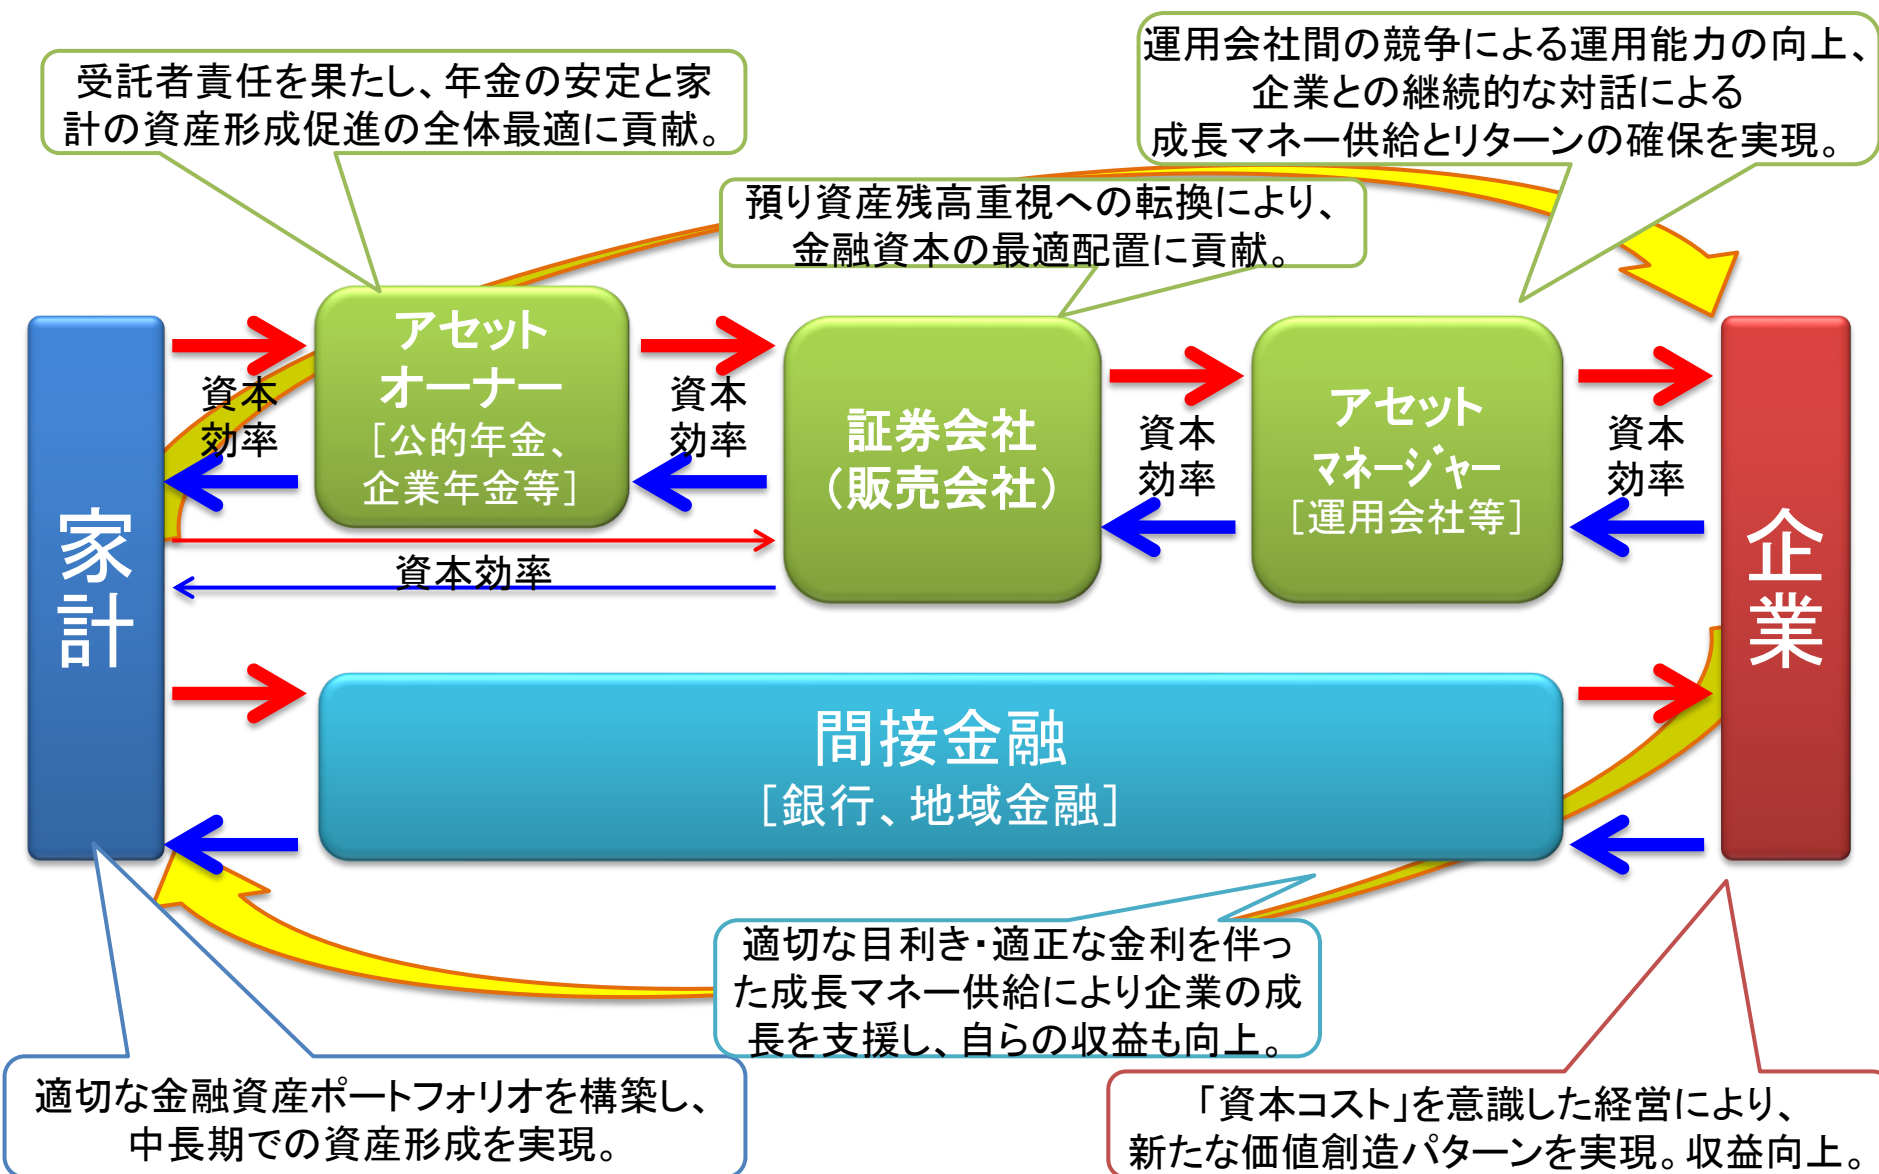 受託者責任を果たし、年金の安定と家
計の資産形成促進の全体最適に貢献。
運用会社間の競争による運用能力の向上、
企業との継続的な対話による
成長マネー供給とリターンの確保を実現。
預り資産残高重視への転換により、
金融資本の最適配置に貢献。
家計
資本
効率
アセット
オーナー
［公的年金、
企業年金等］
資本
効率
証券会社
（販売会社）
資本
効率
アセット
マネージャー
［運用会社等］
資本
効率
企業
資本効率
間接金融
［銀行、地域金融］
適切な目利き・適正な金利を伴っ
た成長マネー供給により企業の成
長を支援し、自らの収益も向上。
適切な金融資産ポートフォリオを構築し、
中長期での資産形成を実現。
「資本コスト」を意識した経営により、
新たな価値創造パターンを実現。収益向上。